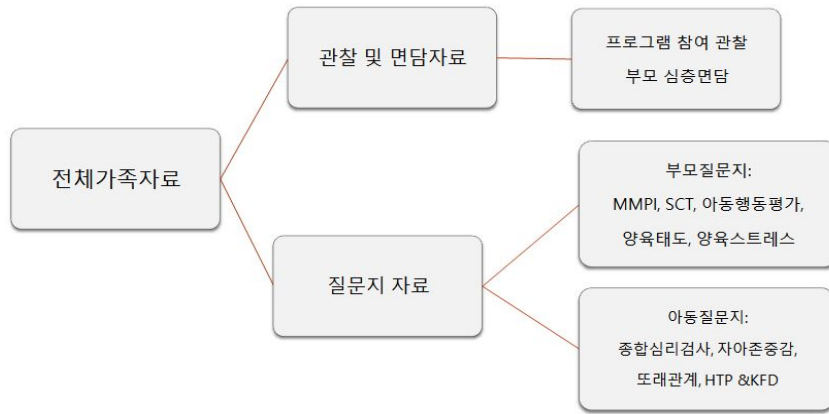 전체가족자료
관찰 및 면담자료
프로그램 참여 관찰
부모 심층면담
질문지 자료
부모질문지:
MMPI, SCT, 아동행동평가,
양육태도, 양육스트레스
아동질문지:
종합심리검사, 자아존중감,
또래관계, HTP &KFD